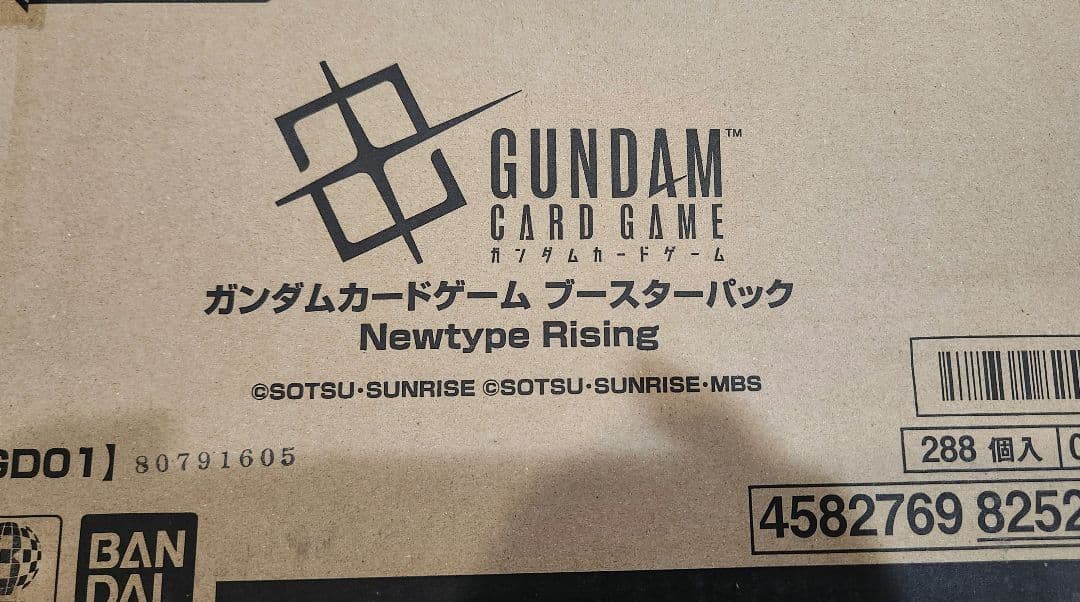 GUNDAM™
CARD GAME
ガンダムカードゲーム
ガンダムカードゲーム ブースターパック
Newtype Rising
©SOTSU・SUNRISE ©SOTSU・SUNRISE・MBS
GD01】 80791605
288 個入
4582769 8252
BAN
DAI